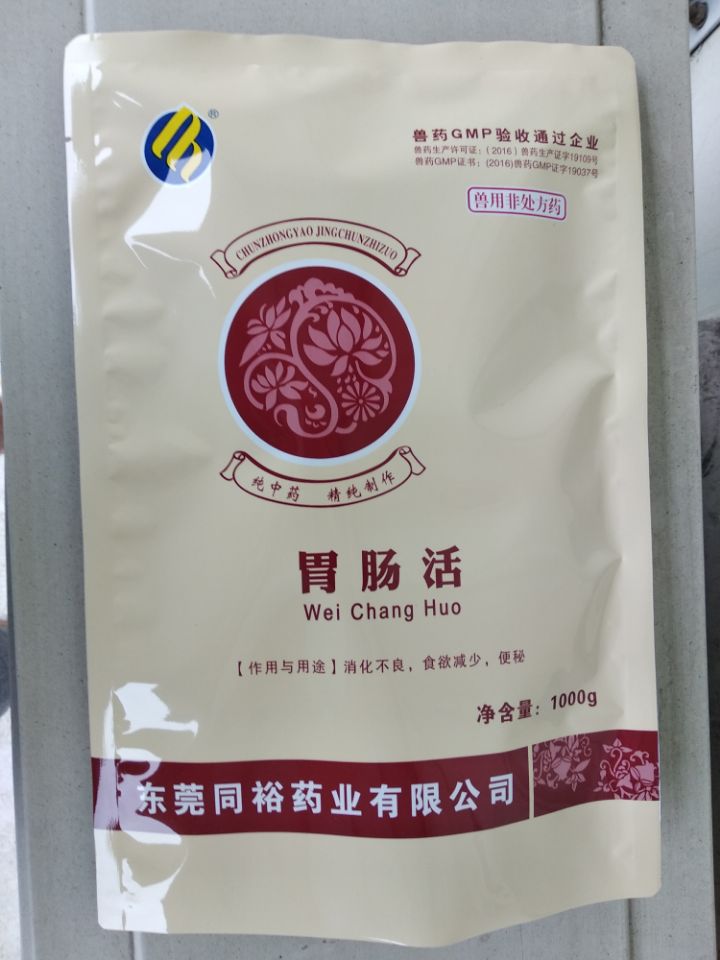 ®
兽药GMP验收通过企业
兽药生产许可证：(2016)兽药生产证字19109号
兽药GMP证书：(2016)兽药GMP证字19037号
兽用非处方药
CHUNZHONGYAO JINGCHUNZHIZUO
纯中药 精纯制作
胃肠活
Wei Chang Huo
【作用与用途】消化不良，食欲减少，便秘
净含量：1000g
东莞同裕药业有限公司